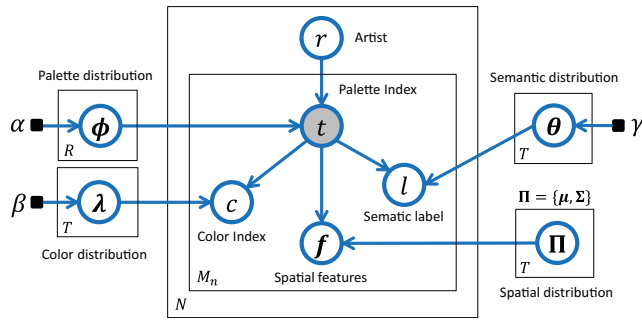 r Artist
Palette distribution
Palette Index
Semantic distribution
α ϕ R
t
θ T γ
β λ T
c
l
Π = {μ, Σ}
Sematic label
Color Index
Color distribution
f
Π T
Spatial features
M_n
Spatial distribution
N